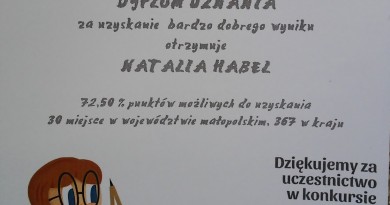 DYPLOM UZNANIA
za uzyskanie bardzo dobrego wyniku
otrzymuje
NATALIA HABEL
72,50 % punktów możliwych do uzyskania
30 miejsce w województwie małopolskim, 367 w kraju
Dziękujemy za
uczestnictwo
w konkursie